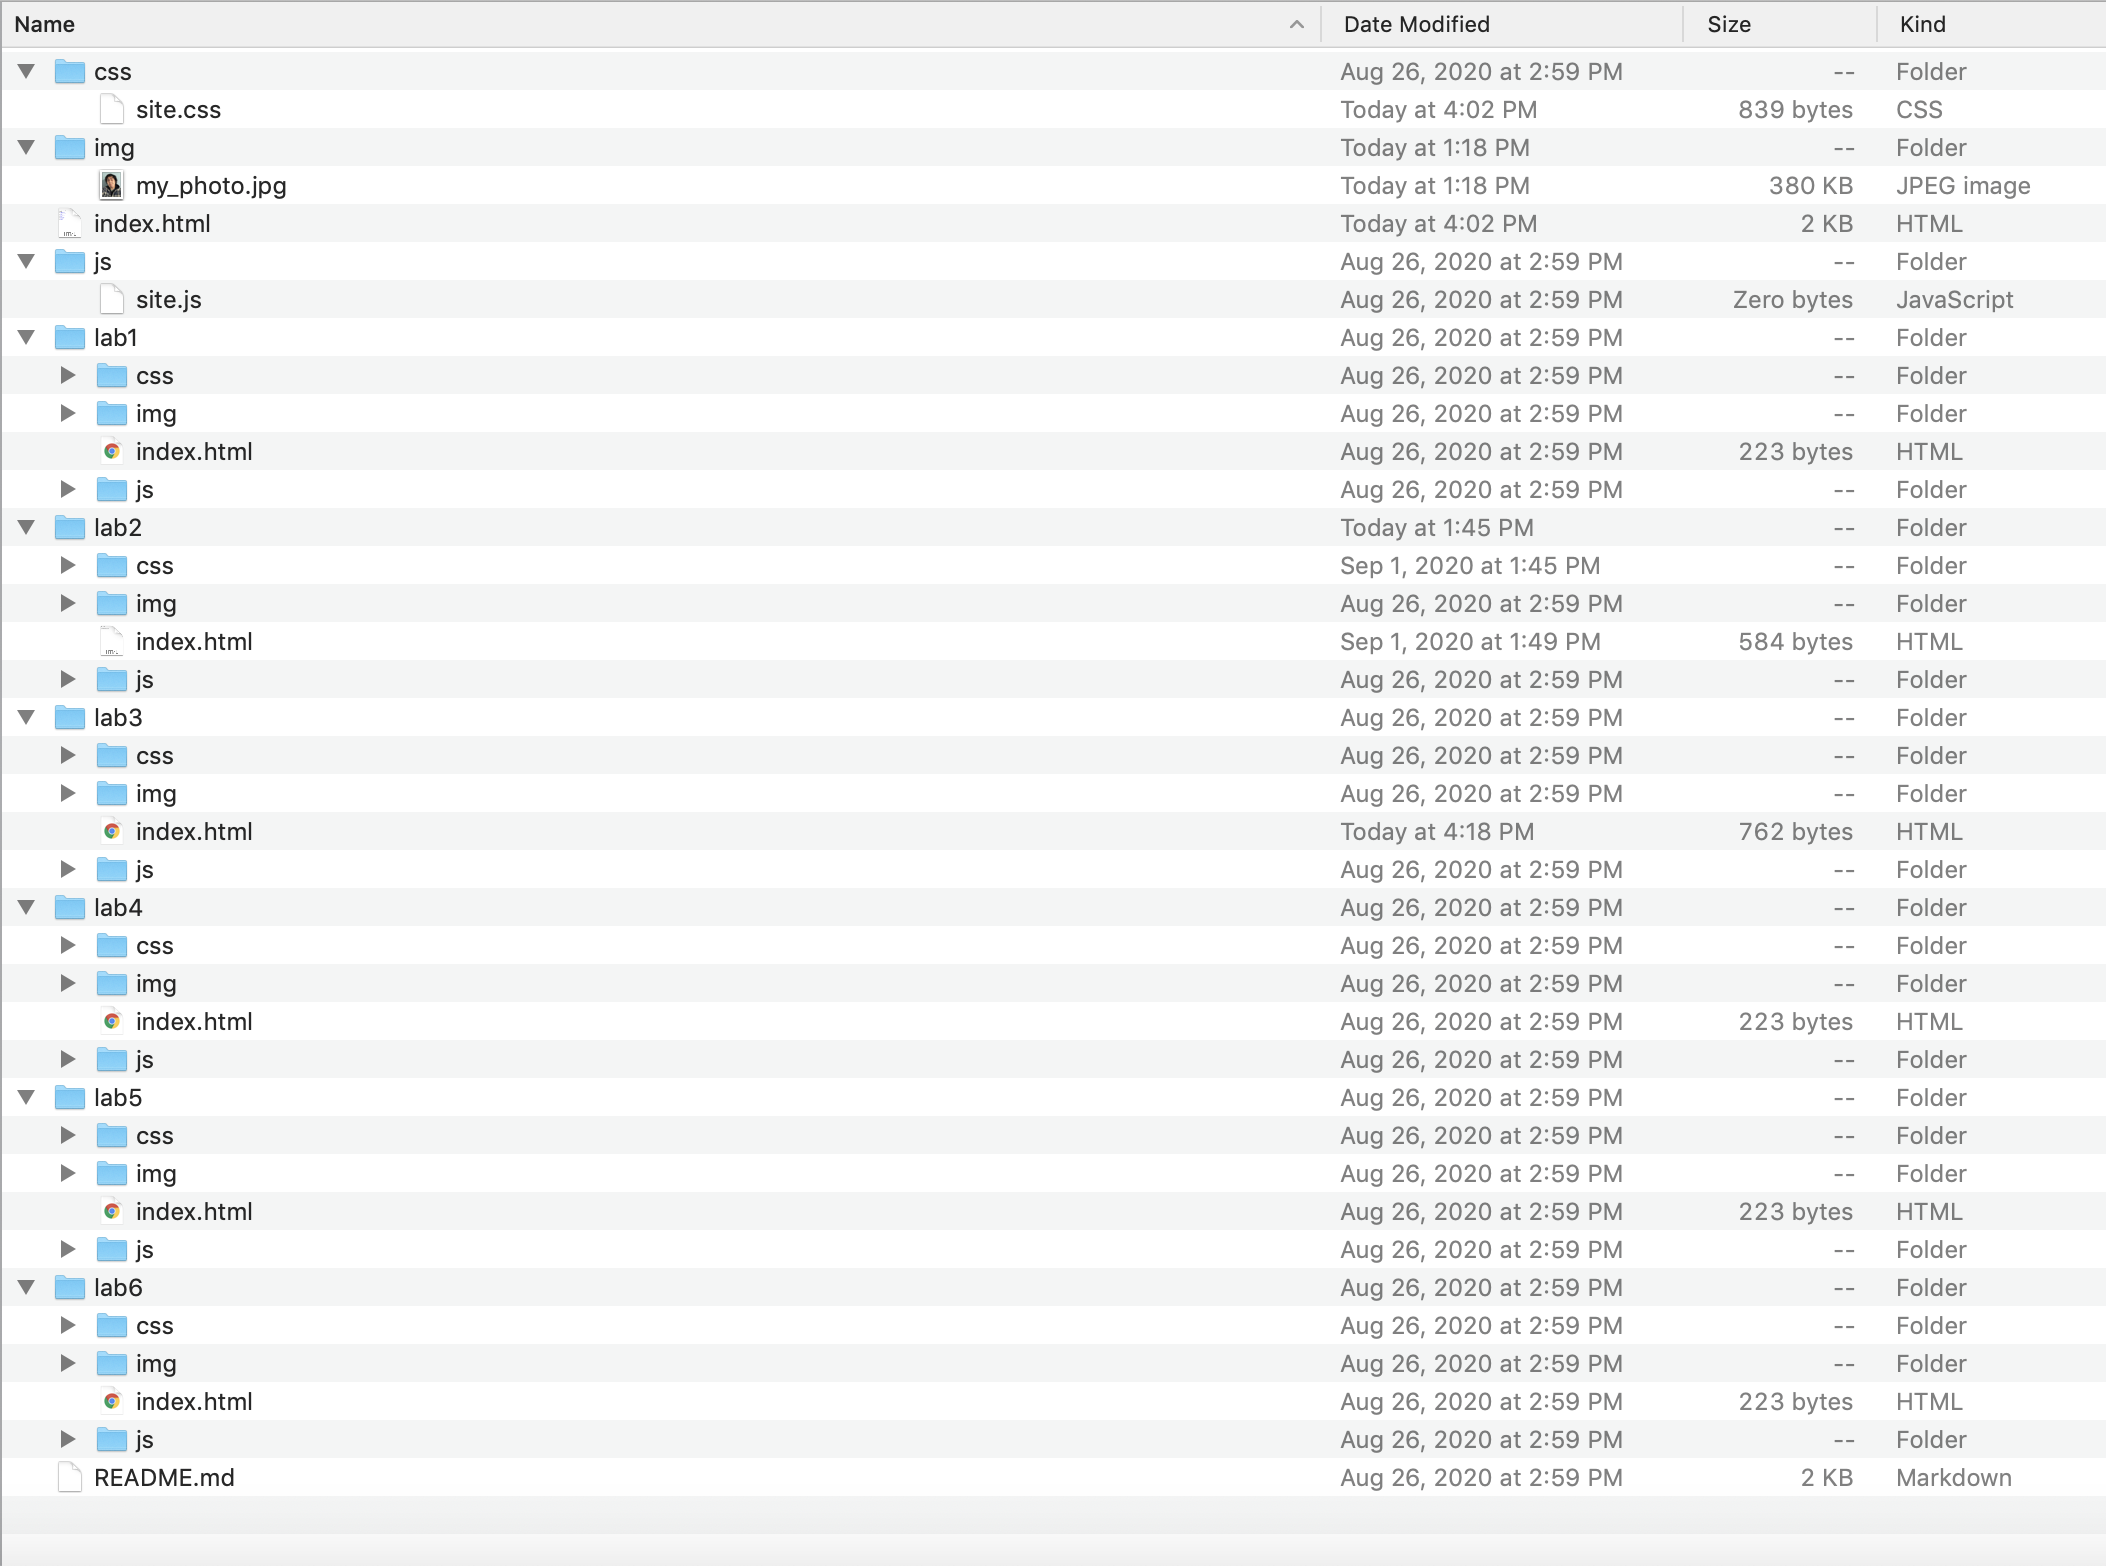 Name Date Modified Size Kind
css Aug 26, 2020 at 2:59 PM -- Folder
site.css Today at 4:02 PM 839 bytes CSS
img Today at 1:18 PM -- Folder
my_photo.jpg Today at 1:18 PM 380 KB JPEG image
index.html Today at 4:02 PM 2 KB HTML
js Aug 26, 2020 at 2:59 PM -- Folder
site.js Aug 26, 2020 at 2:59 PM Zero bytes JavaScript
lab1 Aug 26, 2020 at 2:59 PM -- Folder
css Aug 26, 2020 at 2:59 PM -- Folder
img Aug 26, 2020 at 2:59 PM -- Folder
index.html Aug 26, 2020 at 2:59 PM 223 bytes HTML
js Aug 26, 2020 at 2:59 PM -- Folder
lab2 Today at 1:45 PM -- Folder
css Sep 1, 2020 at 1:45 PM -- Folder
img Aug 26, 2020 at 2:59 PM -- Folder
index.html Sep 1, 2020 at 1:49 PM 584 bytes HTML
js Aug 26, 2020 at 2:59 PM -- Folder
lab3 Aug 26, 2020 at 2:59 PM -- Folder
css Aug 26, 2020 at 2:59 PM -- Folder
img Aug 26, 2020 at 2:59 PM -- Folder
index.html Today at 4:18 PM 762 bytes HTML
js Aug 26, 2020 at 2:59 PM -- Folder
lab4 Aug 26, 2020 at 2:59 PM -- Folder
css Aug 26, 2020 at 2:59 PM -- Folder
img Aug 26, 2020 at 2:59 PM -- Folder
index.html Aug 26, 2020 at 2:59 PM 223 bytes HTML
js Aug 26, 2020 at 2:59 PM -- Folder
lab5 Aug 26, 2020 at 2:59 PM -- Folder
css Aug 26, 2020 at 2:59 PM -- Folder
img Aug 26, 2020 at 2:59 PM -- Folder
index.html Aug 26, 2020 at 2:59 PM 223 bytes HTML
js Aug 26, 2020 at 2:59 PM -- Folder
lab6 Aug 26, 2020 at 2:59 PM -- Folder
css Aug 26, 2020 at 2:59 PM -- Folder
img Aug 26, 2020 at 2:59 PM -- Folder
index.html Aug 26, 2020 at 2:59 PM 223 bytes HTML
js Aug 26, 2020 at 2:59 PM -- Folder
README.md Aug 26, 2020 at 2:59 PM 2 KB Markdown